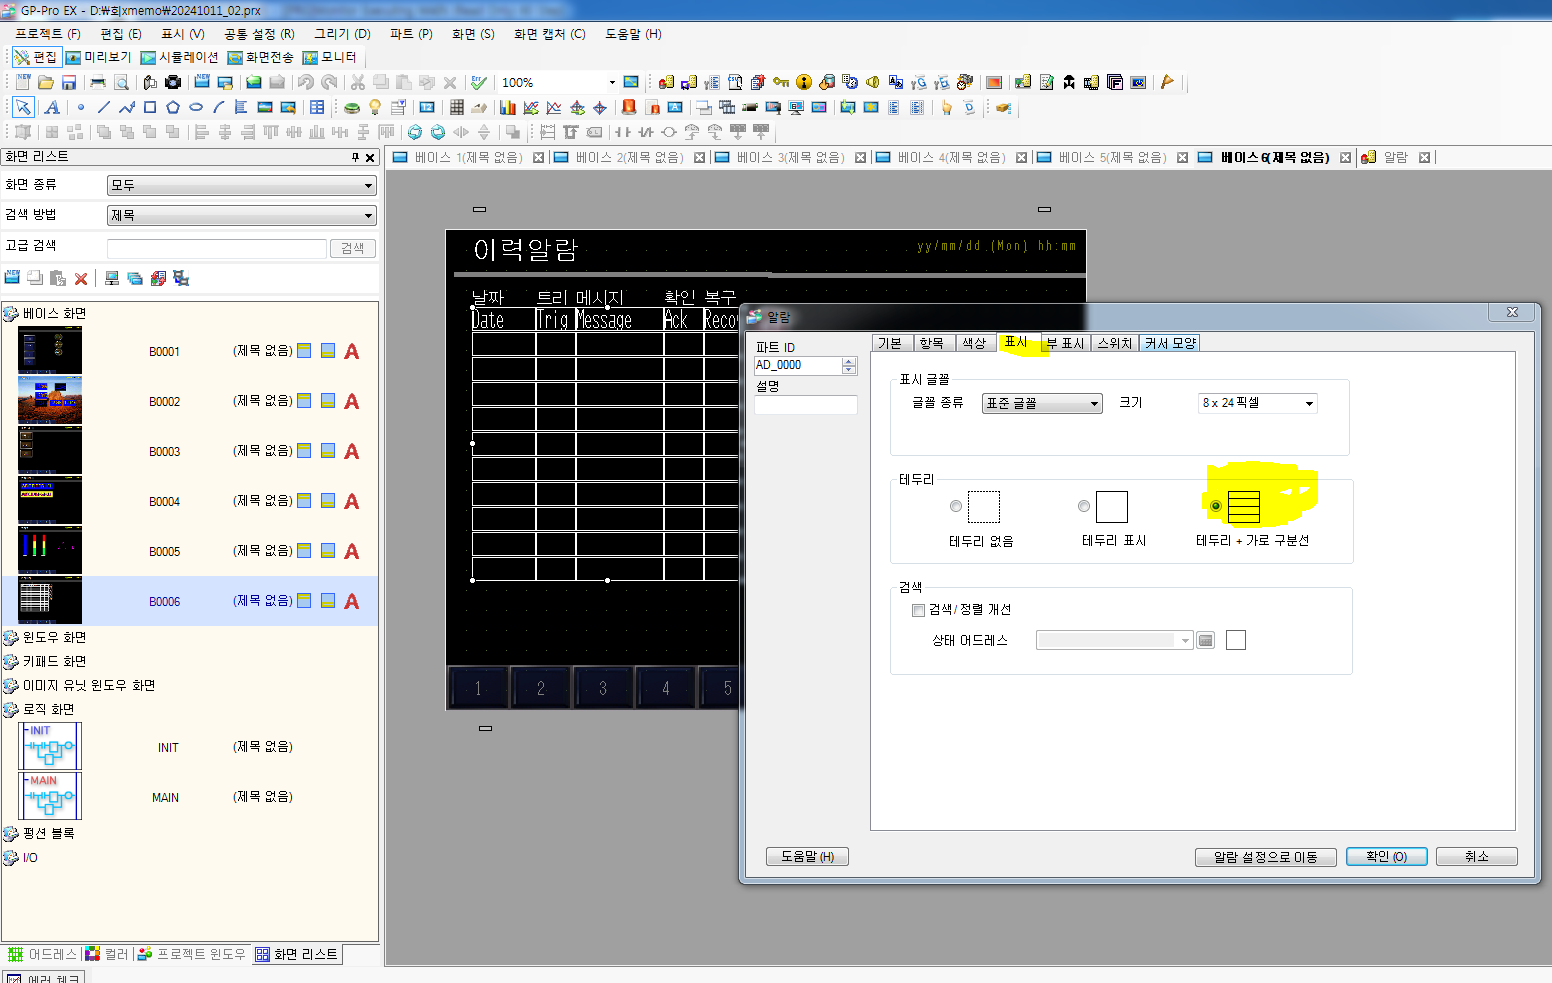 GP-Pro EX - D:₩회xmemo₩20241011_02.prx
프로젝트 (F) 편집 (E) 표시 (V) 공통 설정 (R) 그리기 (D) 파트 (P) 화면 (S) 화면 캡처 (C) 도움말 (H)
편집 미리보기 시뮬레이션 화면전송 모니터
100%
화면 리스트
베이스 1(제목 없음) 베이스 2(제목 없음) 베이스 3(제목 없음) 베이스 4(제목 없음) 베이스 5(제목 없음) 베이스 6(제목 없음) 알람
화면 종류 모두
검색 방법 제목
고급 검색 검색
베이스 화면
B0001 (제목 없음)
B0002 (제목 없음)
B0003 (제목 없음)
B0004 (제목 없음)
B0005 (제목 없음)
B0006 (제목 없음)
윈도우 화면
키패드 화면
이미지 유닛 윈도우 화면
로직 화면
INIT INIT (제목 없음)
MAIN MAIN (제목 없음)
펑션 블록
I/O
어드레스 컬러 프로젝트 윈도우 화면 리스트
에러 체크
이력알람 yy/mm/dd (Mon) hh:mm
날짜 트리 메시지 확인 복구
Date Trig Message Ack
1 2 3 4 5
알람
파트 ID
AD_0000
설명
기본 항목 색상 표시 부 표시 스위치 커서 모양
표시 글꼴
글꼴 종류 표준 글꼴 크기 8 x 24 픽셀
테두리
테두리 없음 테두리 표시 테두리 + 가로 구분선
검색
검색/정렬 개선
상태 어드레스
도움말 (H) 알람 설정으로 이동 확인 (O) 취소